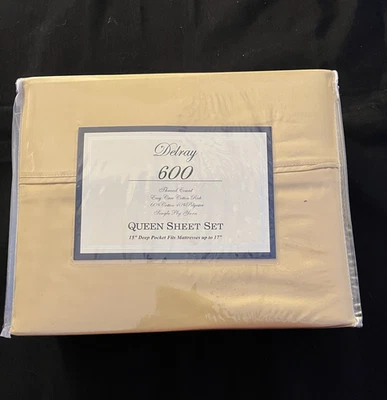 Delray
600
Thread Count
Easy Care Cotton Rich
Single Ply Yarns
QUEEN SHEET SET
15" Deep Pocket Fits Mattresses up to 17"